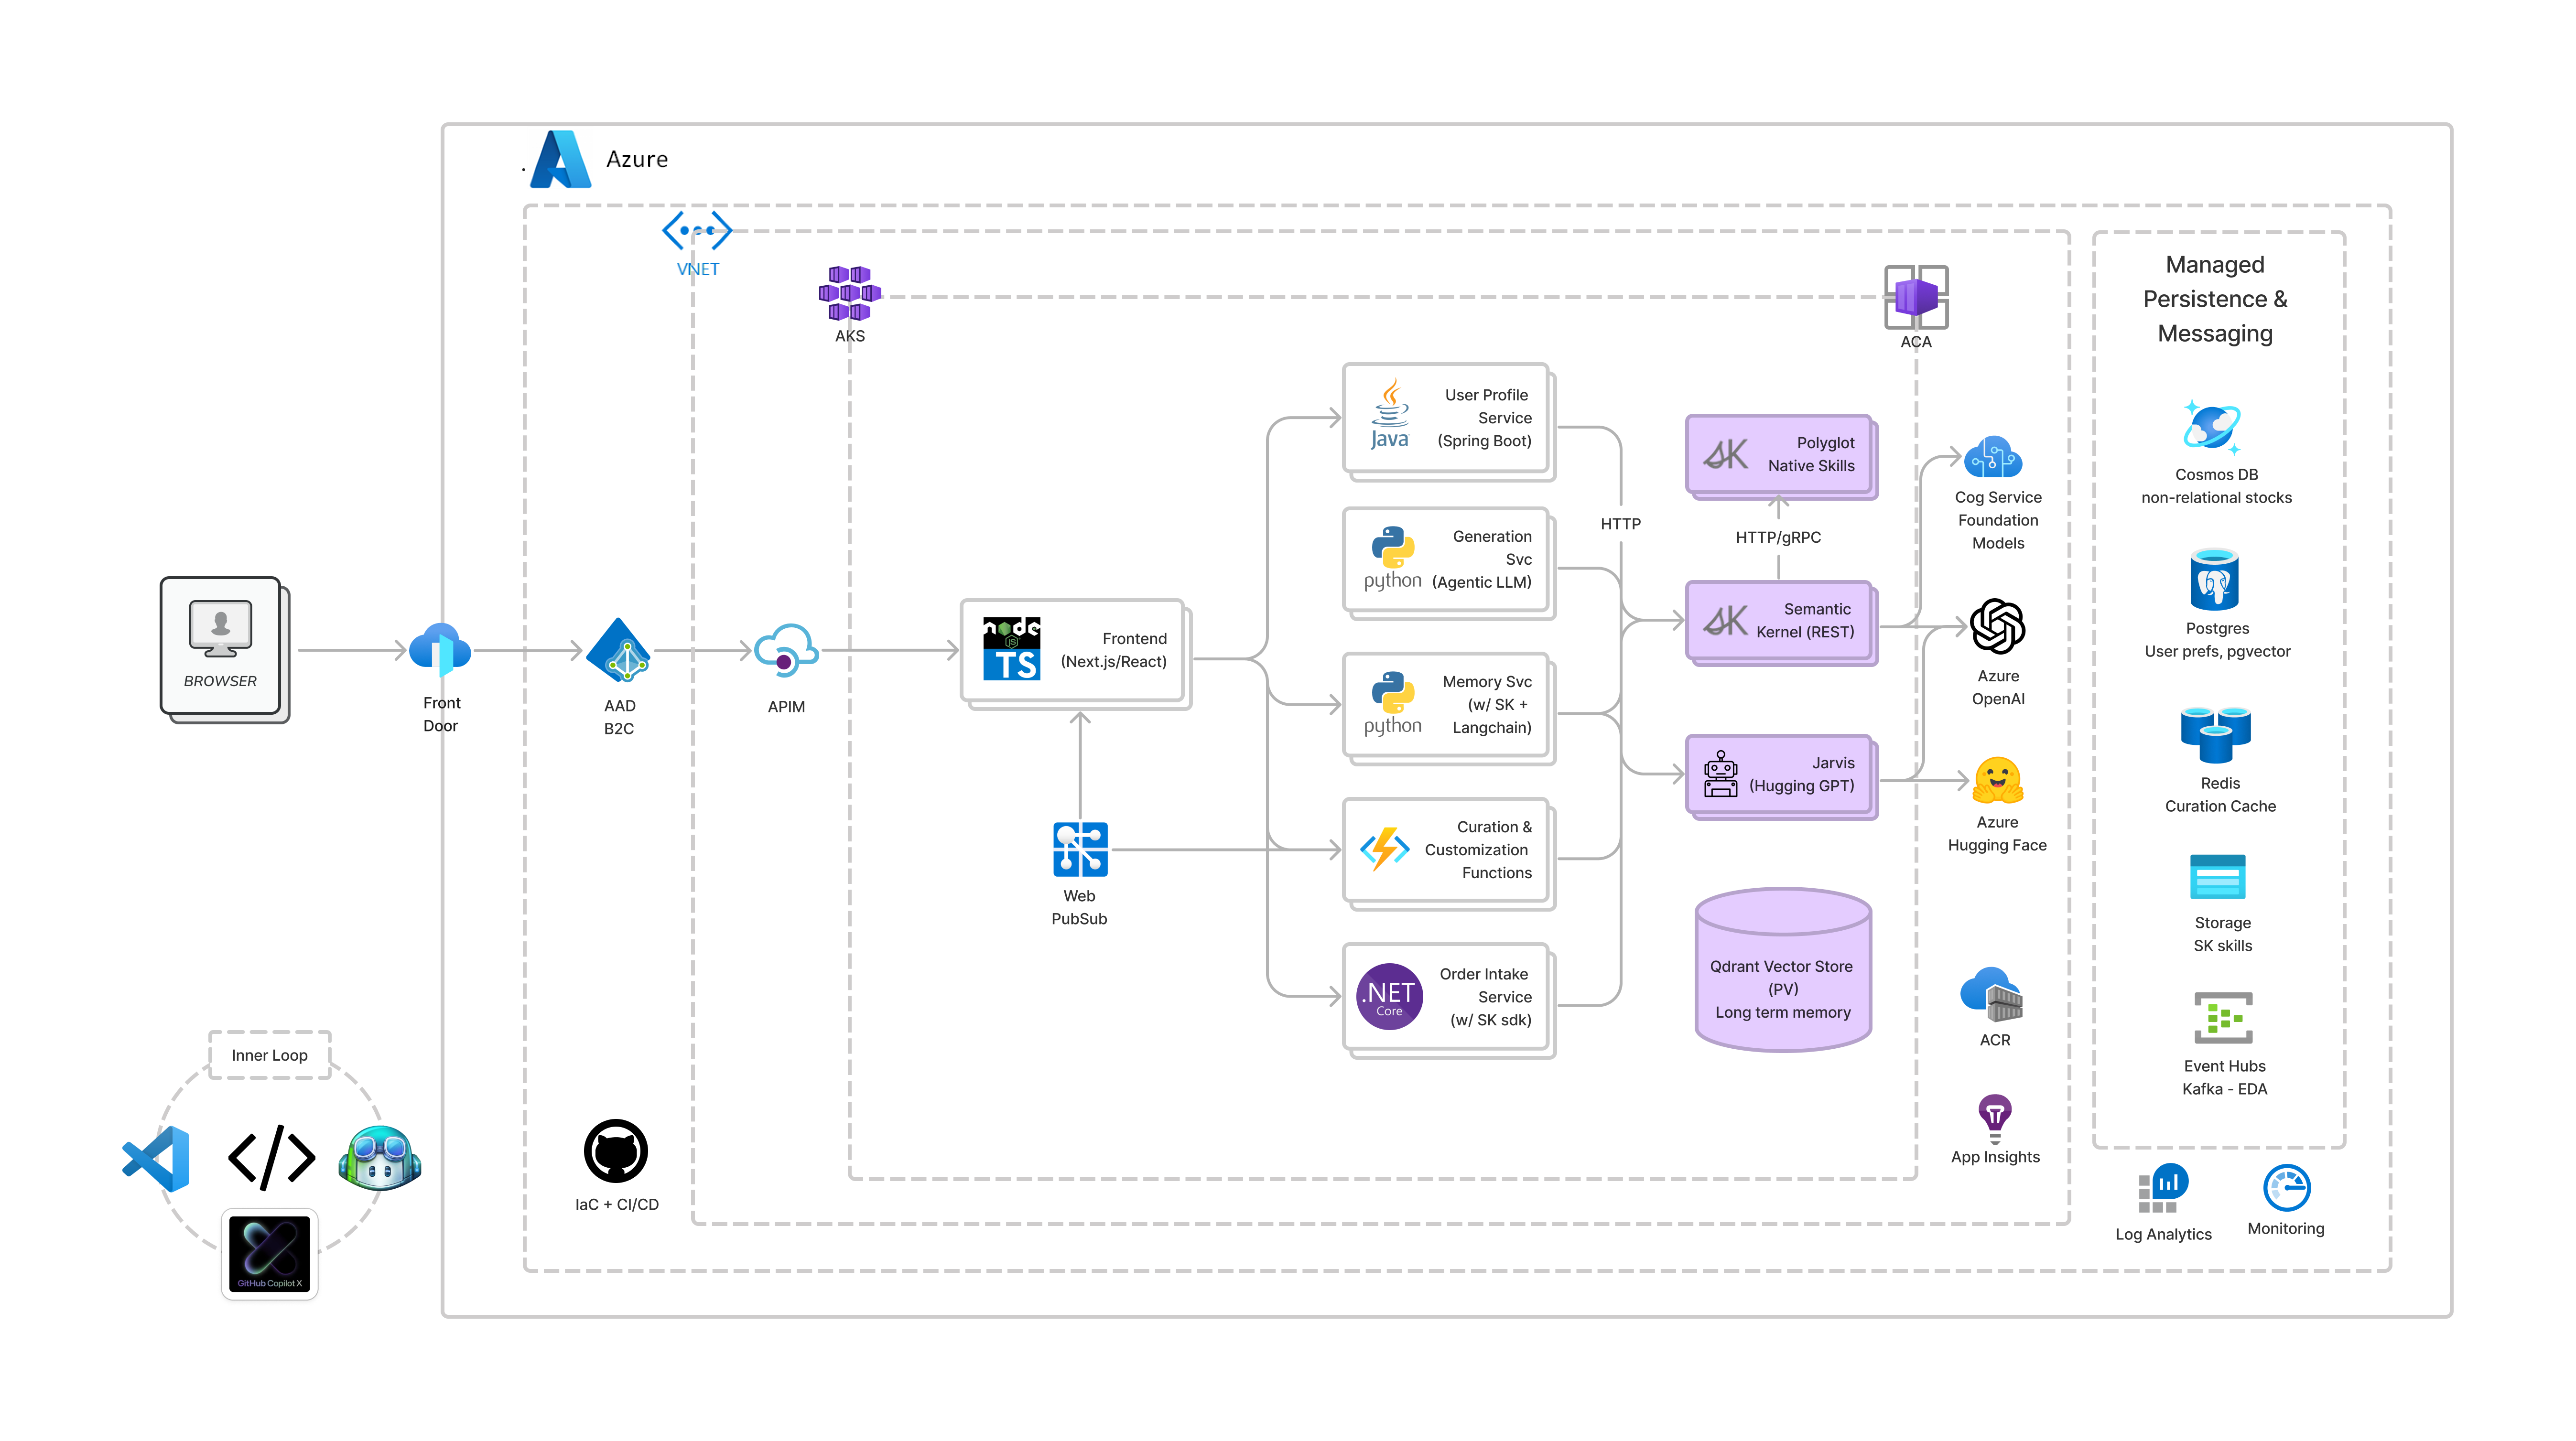 Azure
VNET
AKS
ACA
Managed
Persistence &
Messaging
BROWSER
Front
Door
AAD
B2C
APIM
node
JS
TS
Frontend
(Next.js/React)
Web
PubSub
Java
User Profile
Service
(Spring Boot)
python
Generation
Svc
(Agentic LLM)
python
Memory Svc
(w/ SK +
Langchain)
Curation &
Customization
Functions
.NET
Core
Order Intake
Service
(w/ SK sdk)
HTTP
SK
Polyglot
Native Skills
HTTP/gRPC
SK
Semantic
Kernel (REST)
Jarvis
(Hugging GPT)
Qdrant Vector Store
(PV)
Long term memory
Cog Service
Foundation
Models
Azure
OpenAI
Azure
Hugging Face
ACR
App Insights
Cosmos DB
non-relational stocks
Postgres
User prefs, pgvector
Redis
Curation Cache
Storage
SK skills
Event Hubs
Kafka - EDA
Log Analytics
Monitoring
Inner Loop
</>
GitHub Copilot X
IaC + CI/CD